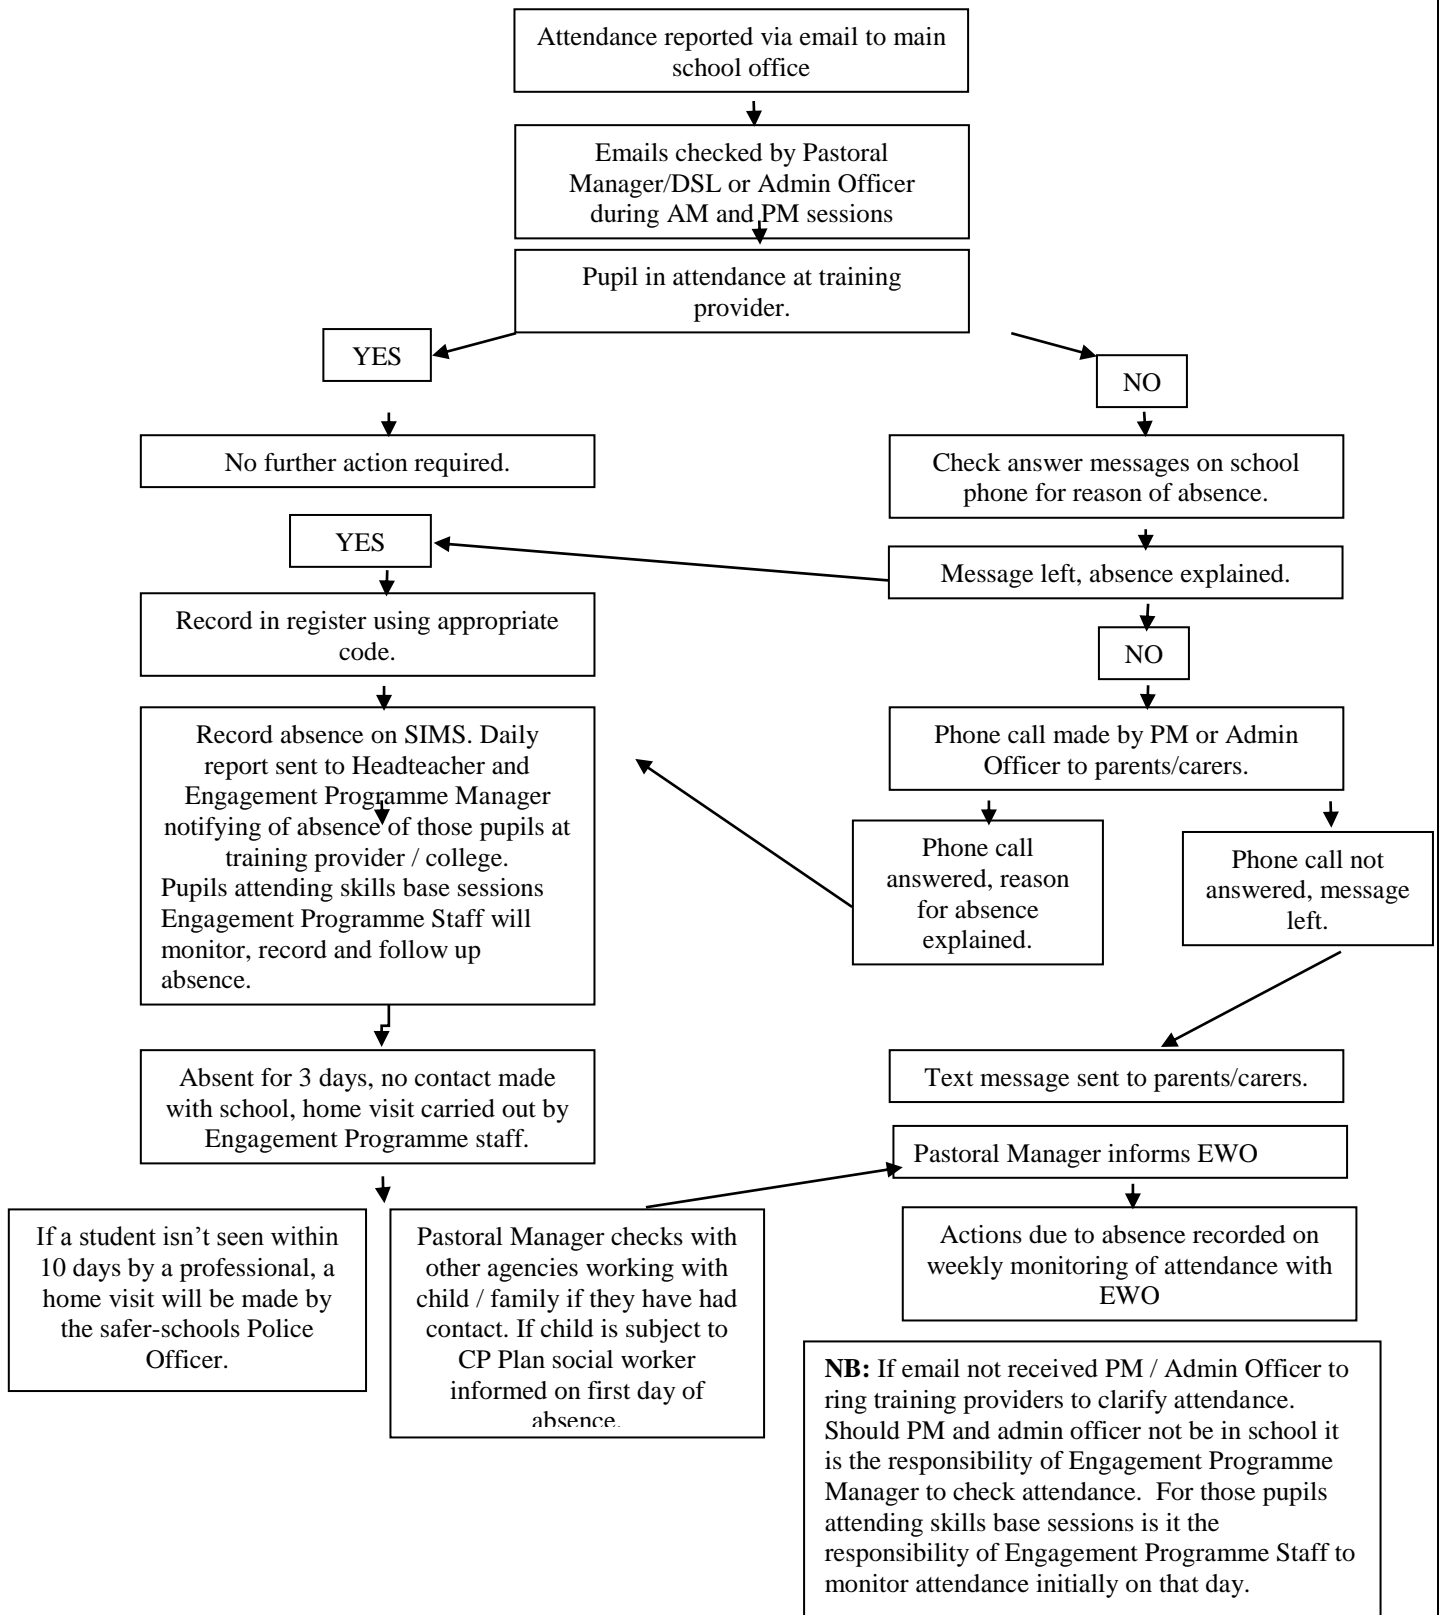 Attendance reported via email to main
school office
Emails checked by Pastoral
Manager/DSL or Admin Officer
during AM and PM sessions
Pupil in attendance at training
provider.
YES
NO
No further action required.
Check answer messages on school
phone for reason of absence.
YES
Message left, absence explained.
Record in register using appropriate
code.
NO
Record absence on SIMS. Daily
report sent to Headteacher and
Engagement Programme Manager
notifying of absence of those pupils at
training provider / college.
Pupils attending skills base sessions
Engagement Programme Staff will
monitor, record and follow up
absence.
Phone call made by PM or Admin
Officer to parents/carers.
Phone call
answered, reason
for absence
explained.
Phone call not
answered, message
left.
Absent for 3 days, no contact made
with school, home visit carried out by
Engagement Programme staff.
Text message sent to parents/carers.
Pastoral Manager informs EWO
If a student isn’t seen within
10 days by a professional, a
home visit will be made by
the safer-schools Police
Officer.
Pastoral Manager checks with
other agencies working with
child / family if they have had
contact. If child is subject to
CP Plan social worker
informed on first day of
absence.
Actions due to absence recorded on
weekly monitoring of attendance with
EWO
NB: If email not received PM / Admin Officer to
ring training providers to clarify attendance.
Should PM and admin officer not be in school it
is the responsibility of Engagement Programme
Manager to check attendance.  For those pupils
attending skills base sessions is it the
responsibility of Engagement Programme Staff to
monitor attendance initially on that day.